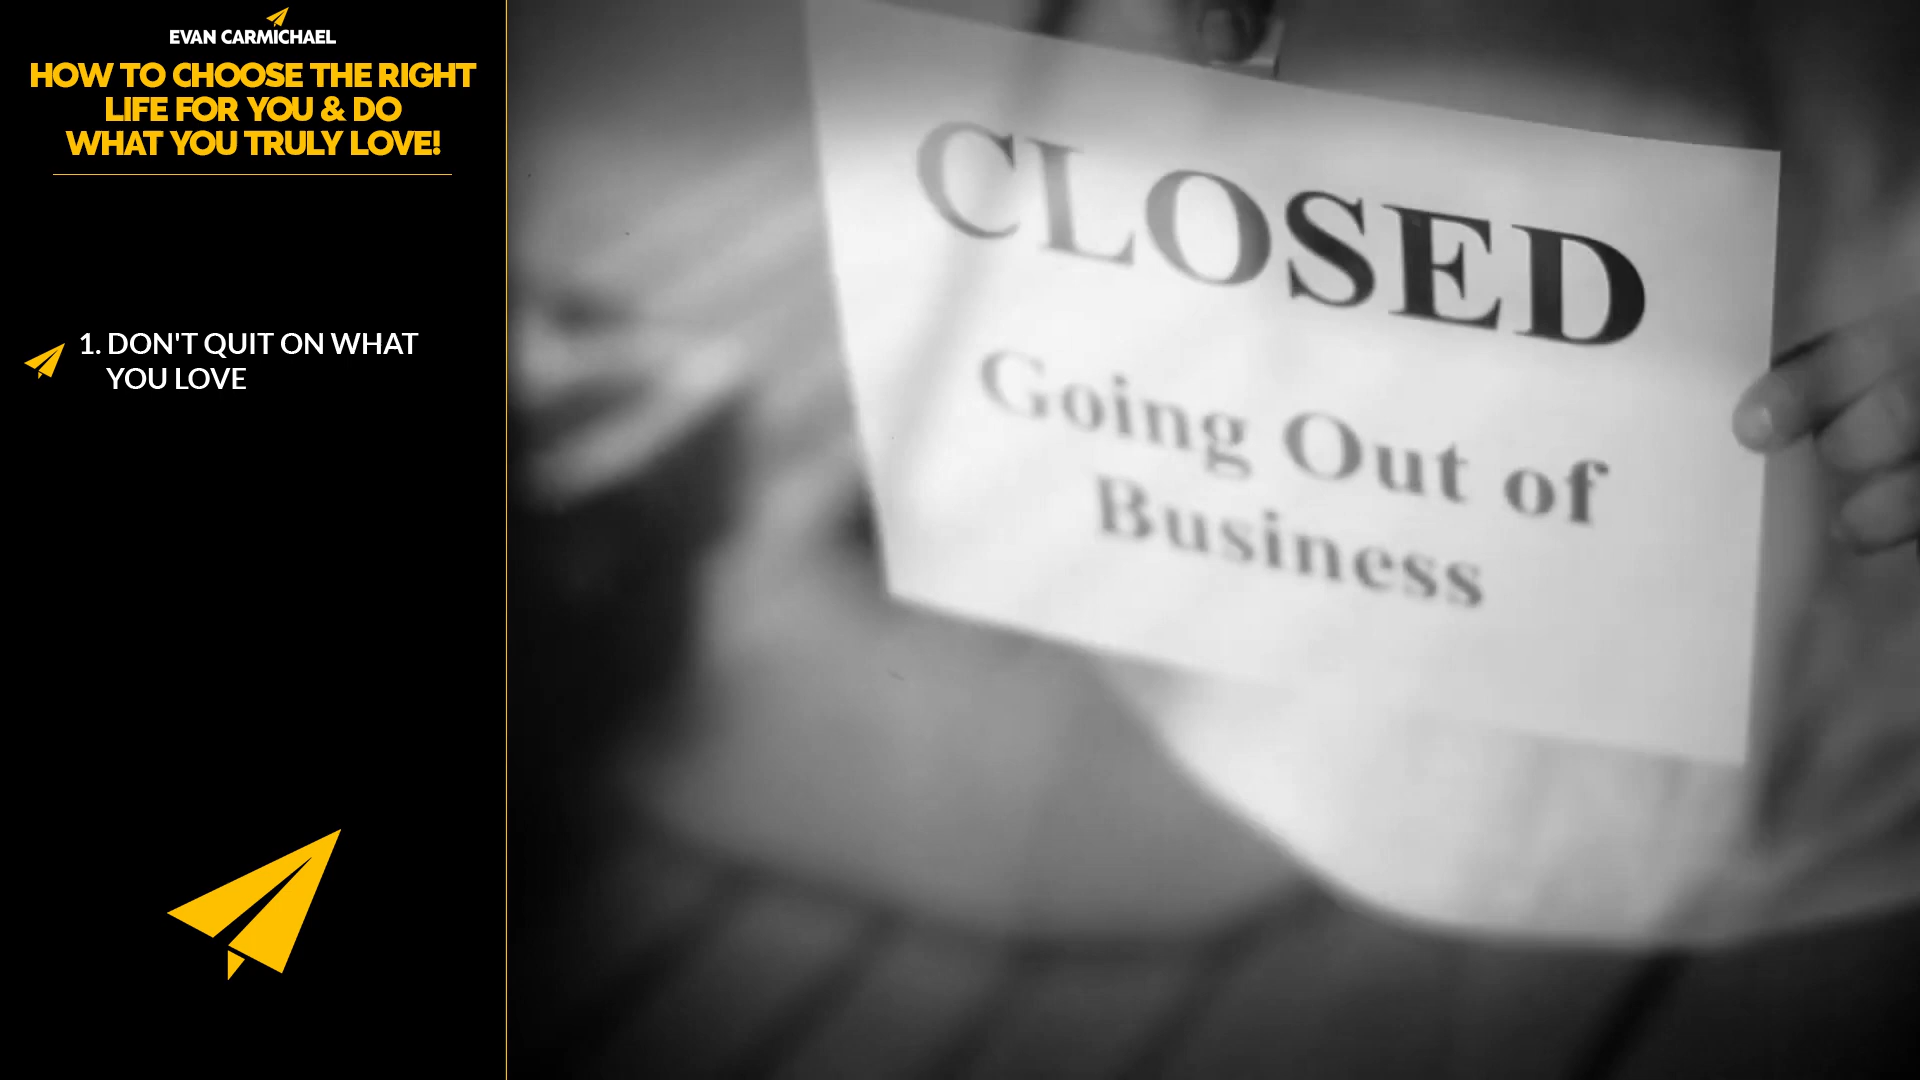 EVAN CARMICHAEL
HOW TO CHOOSE THE RIGHT
LIFE FOR YOU & DO
WHAT YOU TRULY LOVE!
1. DON'T QUIT ON WHAT
YOU LOVE
CLOSED
Going Out of
Business